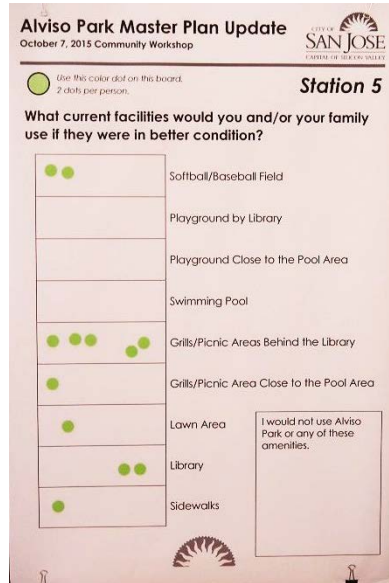 Alviso Park Master Plan Update
October 7, 2015 Community Workshop
CITY OF
SAN JOSE
CAPITAL OF SILICON VALLEY
Use this color dot on this board.
2 dots per person.
Station 5
What current facilities would you and/or your family
use if they were in better condition?
Softball/Baseball Field
Playground by Library
Playground Close to the Pool Area
Swimming Pool
Grills/Picnic Areas Behind the Library
Grills/Picnic Area Close to the Pool Area
Lawn Area
Library
Sidewalks
I would not use Alviso
Park or any of these
amenities.